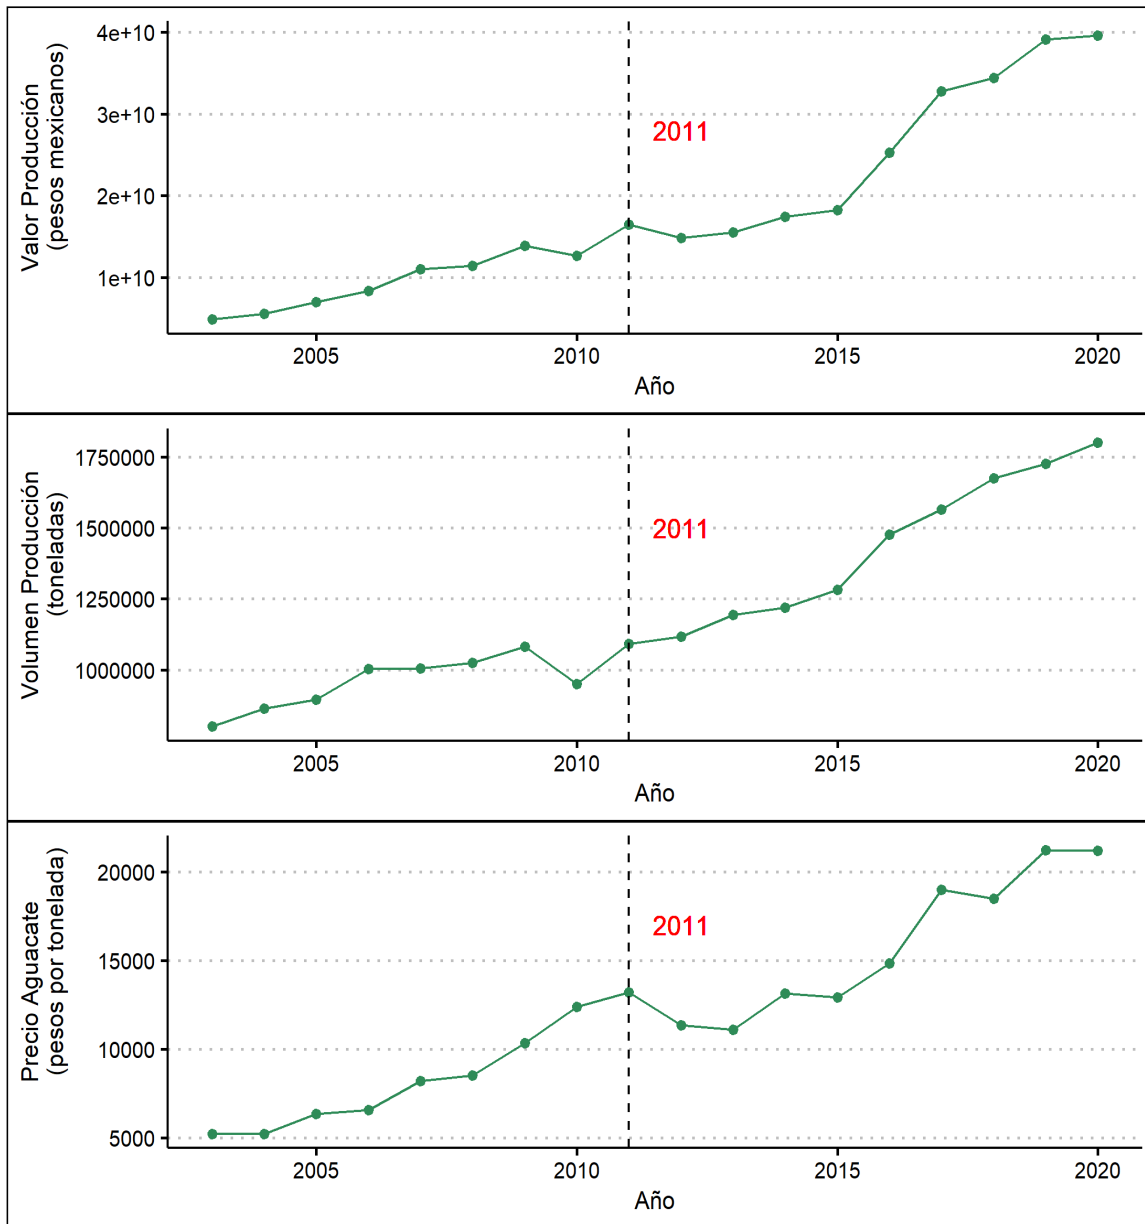 Valor Producción
(pesos mexicanos)
4e+10
3e+10
2e+10
1e+10
2011
2005 2010 2015 2020
Año
Volumen Producción
(toneladas)
1750000
1500000
1250000
1000000
2011
2005 2010 2015 2020
Año
Precio Aguacate
(pesos por tonelada)
20000
15000
10000
5000
2011
2005 2010 2015 2020
Año